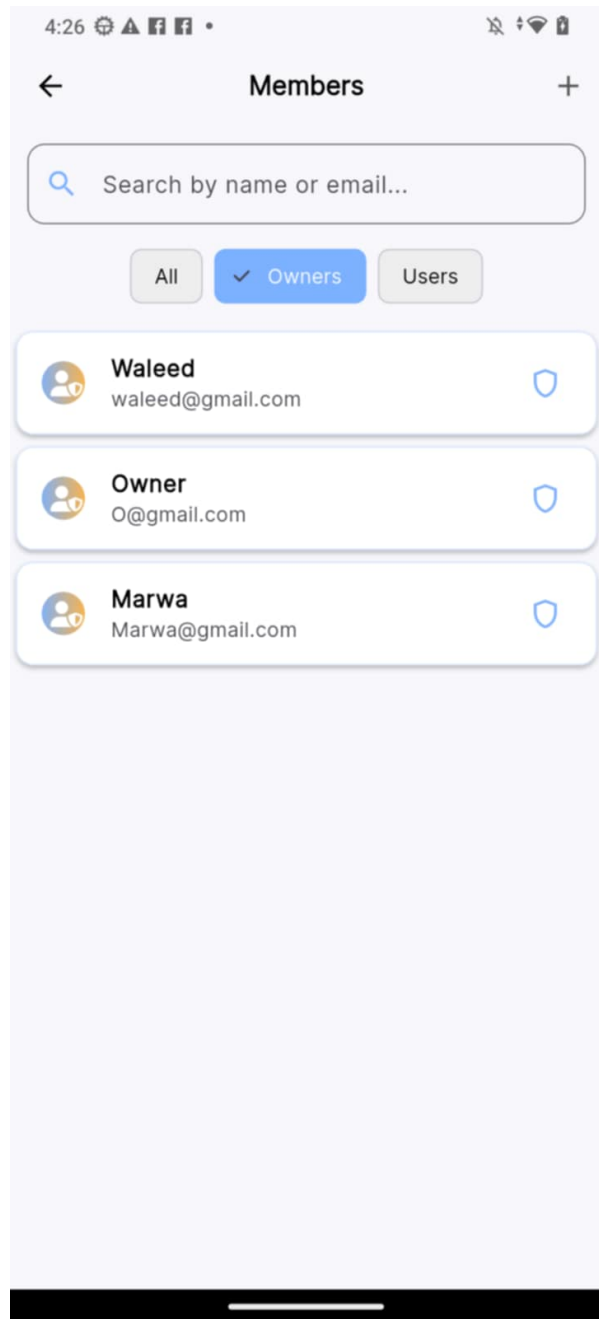 4:26
Members
Search by name or email...
All
Owners
Users
Waleed
waleed@gmail.com
Owner
O@gmail.com
Marwa
Marwa@gmail.com